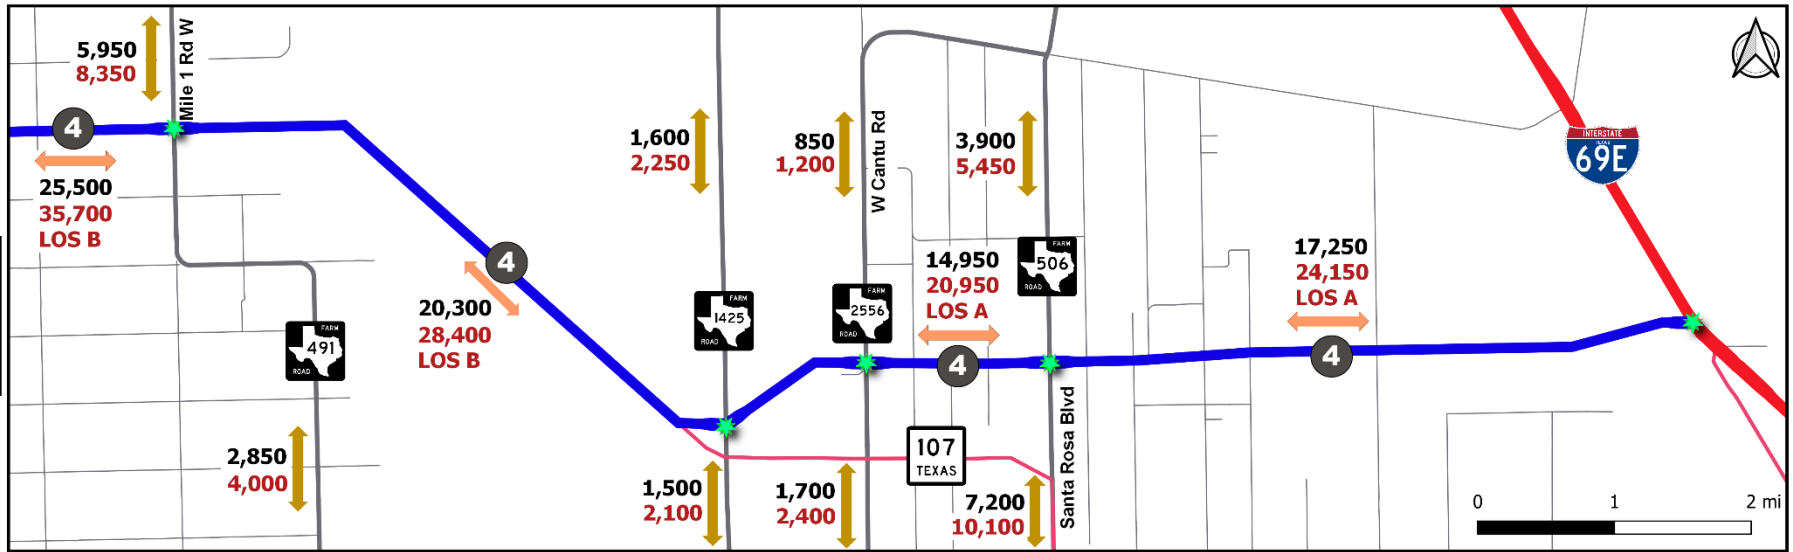 5,950
8,350
Mile 1 Rd W
4
25,500
35,700
LOS B
FARM
491
ROAD
2,850
4,000
4
20,300
28,400
LOS B
1,600
2,250
FARM
1425
ROAD
1,500
2,100
850
1,200
W Cantu Rd
FARM
2556
ROAD
1,700
2,400
3,900
5,450
FARM
506
ROAD
14,950
20,950
LOS A
4
107
TEXAS
7,200
10,100
Santa Rosa Blvd
17,250
24,150
LOS A
4
INTERSTATE
TEXAS
69E
0 1 2 mi